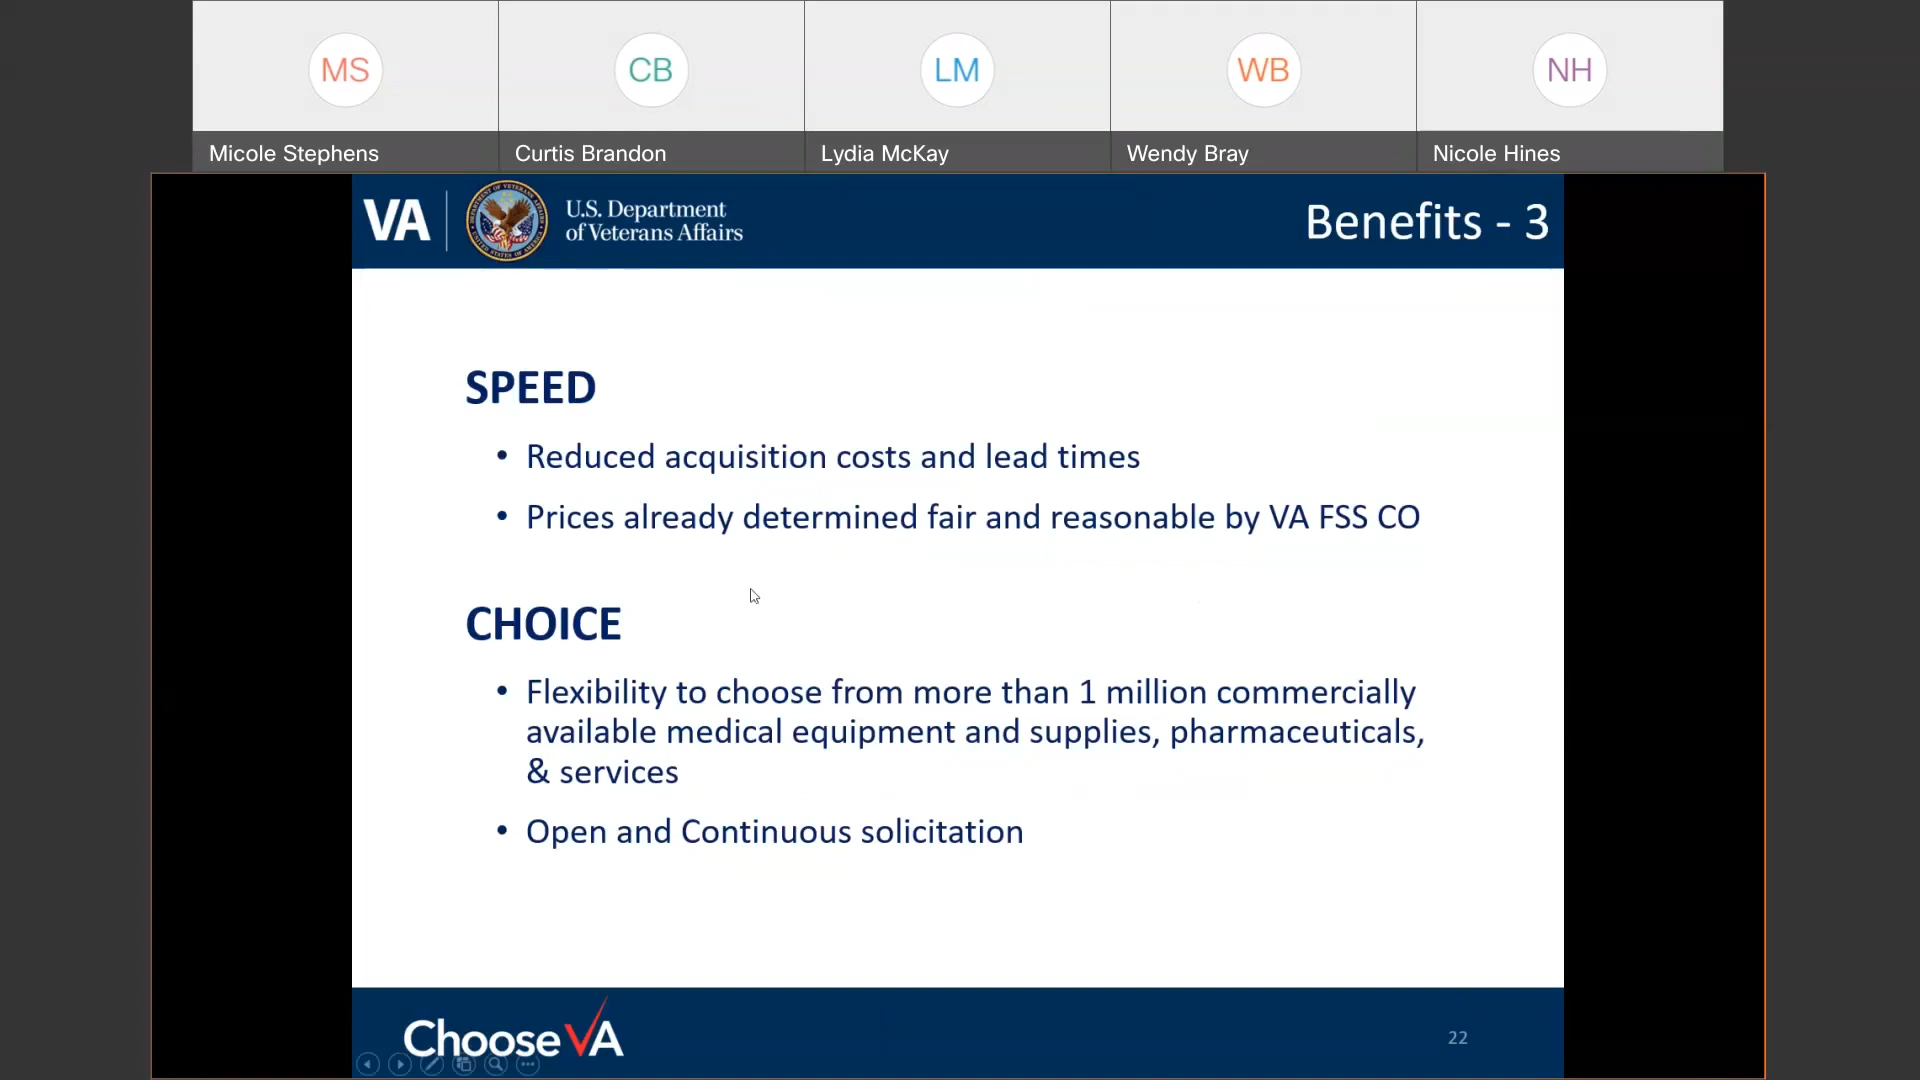 MS
CB
LM
WB
NH
Micole Stephens
Curtis Brandon
Lydia McKay
Wendy Bray
Nicole Hines
VA
U.S. Department
of Veterans Affairs
Benefits - 3
SPEED
• Reduced acquisition costs and lead times
• Prices already determined fair and reasonable by VA FSS CO
CHOICE
• Flexibility to choose from more than 1 million commercially
available medical equipment and supplies, pharmaceuticals,
& services
• Open and Continuous solicitation
Choose VA
22